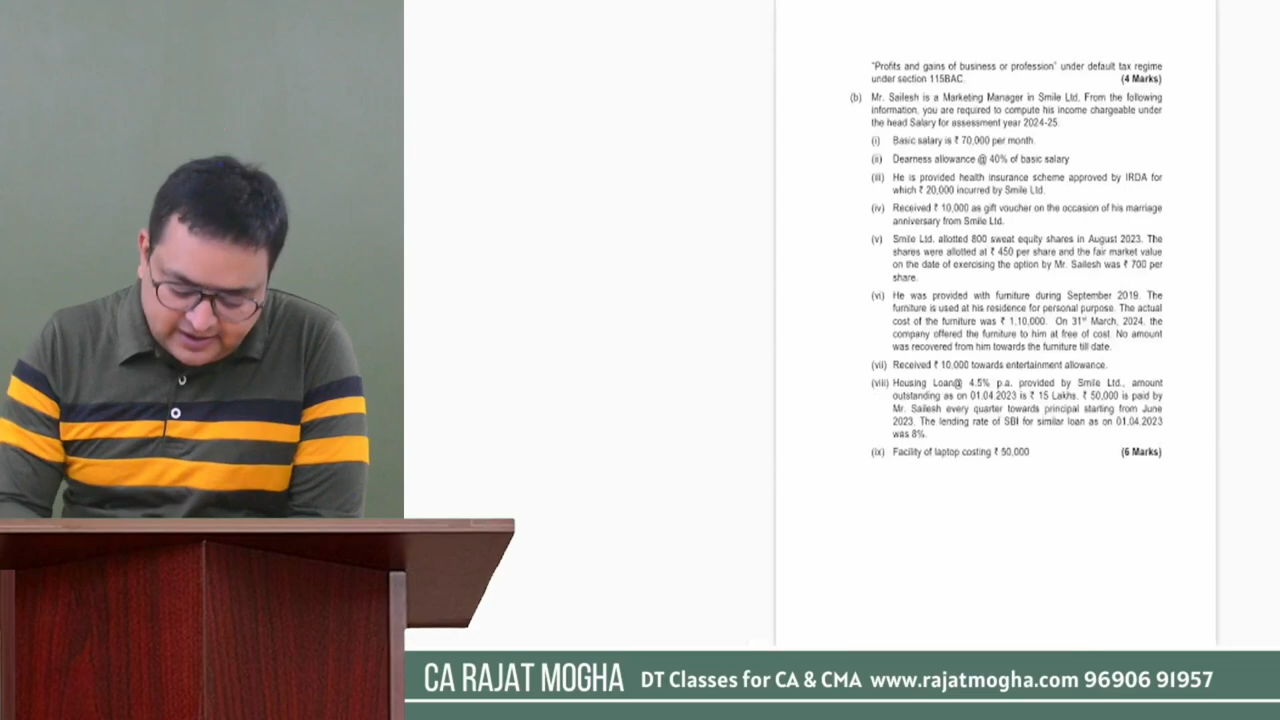 "Profits and gains of business or profession" under default tax regime
under section 115BAC. (4 Marks)
(b) Mr. Sailesh is a Marketing Manager in Smile Ltd. From the following
information, you are required to compute his income chargeable under
the head Salary for assessment year 2024-25.
(i) Basic salary is ₹ 70,000 per month.
(ii) Dearness allowance @ 40% of basic salary
(iii) He is provided health insurance scheme approved by IRDA for
which ₹ 20,000 incurred by Smile Ltd.
(iv) Received ₹ 10,000 as gift voucher on the occasion of his marriage
anniversary from Smile Ltd.
(v) Smile Ltd. allotted 800 sweat equity shares in August 2023. The
shares were allotted at ₹ 450 per share and the fair market value
on the date of exercising the option by Mr. Sailesh was ₹ 700 per
share.
(vi) He was provided with furniture during September 2019. The
furniture is used at his residence for personal purpose. The actual
cost of the furniture was ₹ 1,10,000. On 31st March, 2024, the
company offered the furniture to him at free of cost. No amount
was recovered from him towards the furniture till date.
(vii) Received ₹ 10,000 towards entertainment allowance.
(viii) Housing Loan@ 4.5% p.a. provided by Smile Ltd., amount
outstanding as on 01.04.2023 is ₹ 15 Lakhs. ₹ 50,000 is paid by
Mr. Sailesh every quarter towards principal starting from June
2023. The lending rate of SBI for similar loan as on 01.04.2023
was 8%.
(ix) Facility of laptop costing ₹ 50,000 (6 Marks)
CA RAJAT MOGHA DT Classes for CA & CMA www.rajatmogha.com 96906 91957